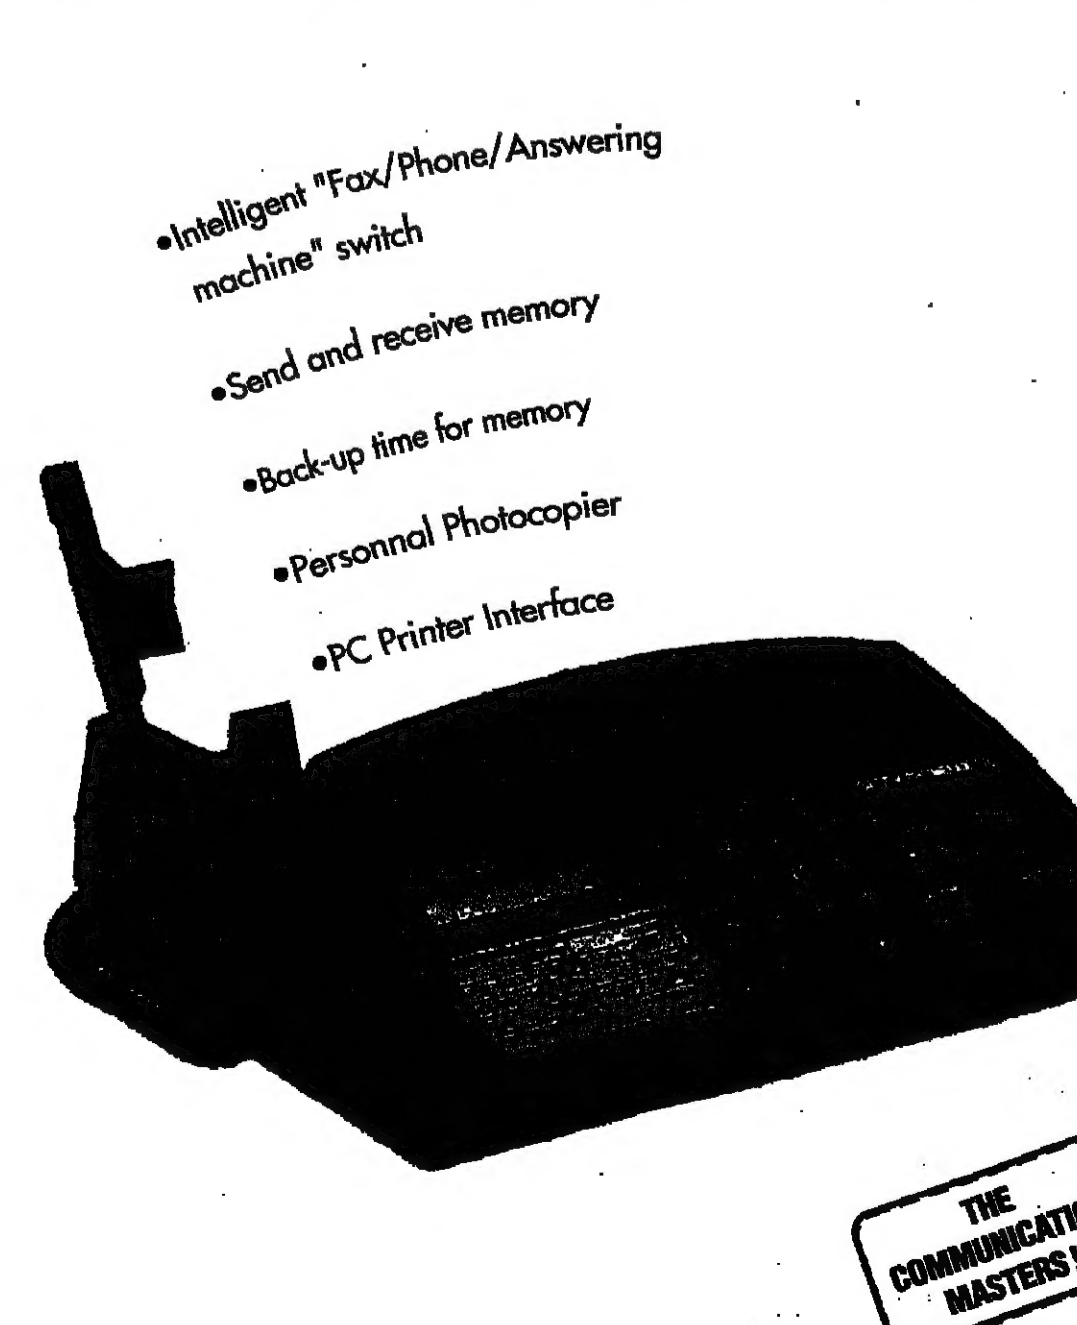 •Intelligent "Fax/Phone/Answering
machine" switch
•Send and receive memory
•Back-up time for memory
•Personnal Photocopier
•PC Printer Interface
THE
MASTERS